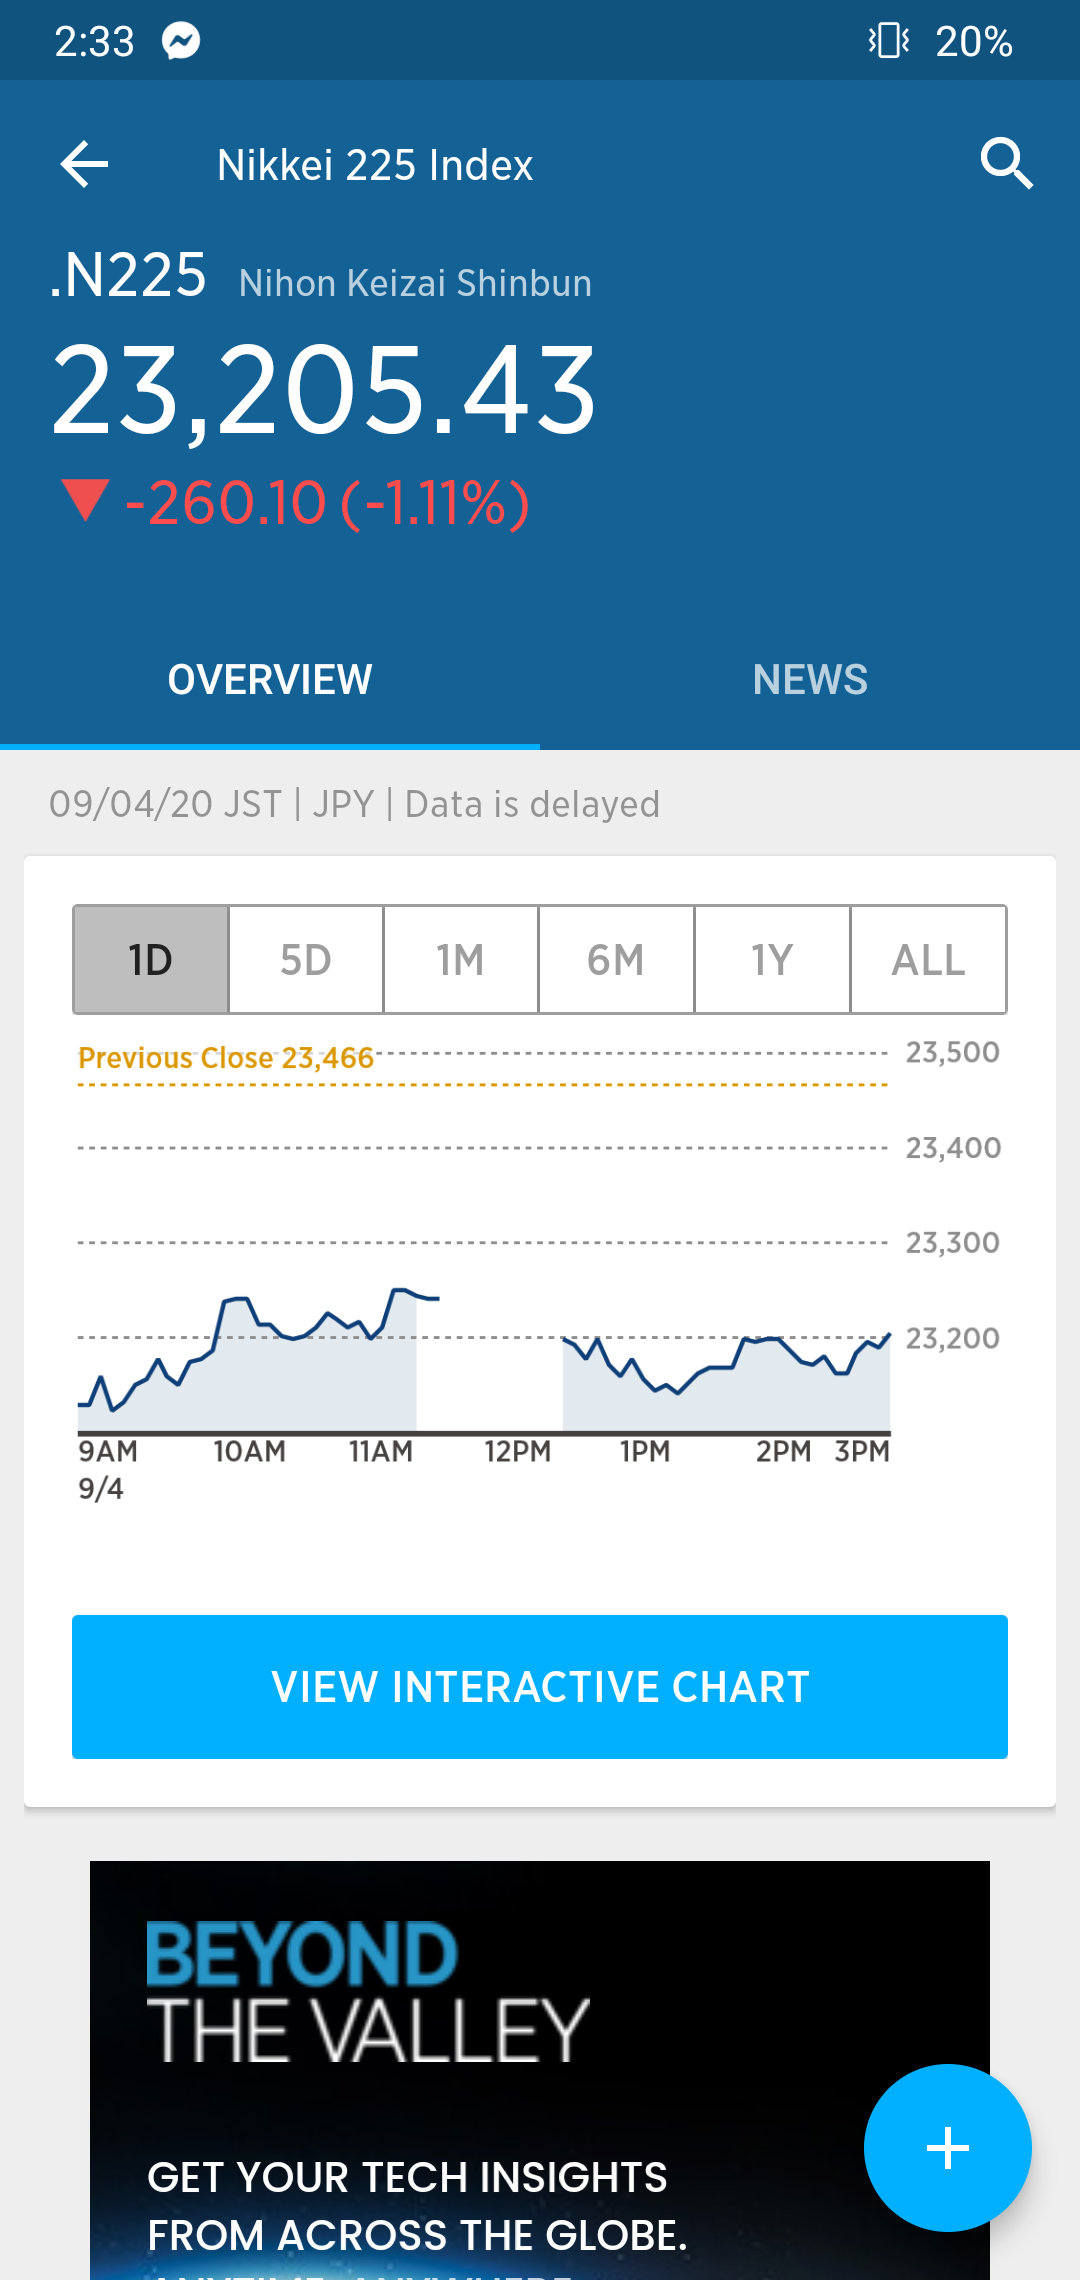 2:33 20%
Nikkei 225 Index
.N225 Nihon Keizai Shinbun
23,205.43
-260.10 (-1.11%)
OVERVIEW NEWS
09/04/20 JST | JPY | Data is delayed
1D 5D 1M 6M 1Y ALL
Previous Close 23,466 23,500
23,400
23,300
23,200
9AM 10AM 11AM 12PM 1PM 2PM 3PM
9/4
VIEW INTERACTIVE CHART
BEYOND
THE VALLEY
GET YOUR TECH INSIGHTS
FROM ACROSS THE GLOBE.